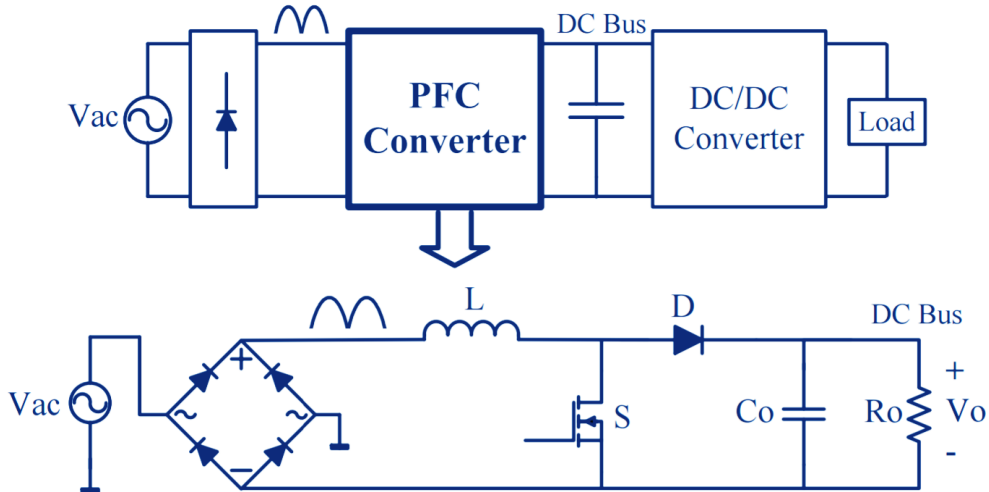 DC Bus
Vac
PFC
Converter
DC/DC
Converter
Load
L
D
DC Bus
Vac
+
~
~
−
S
Co
Ro
+
Vo
-